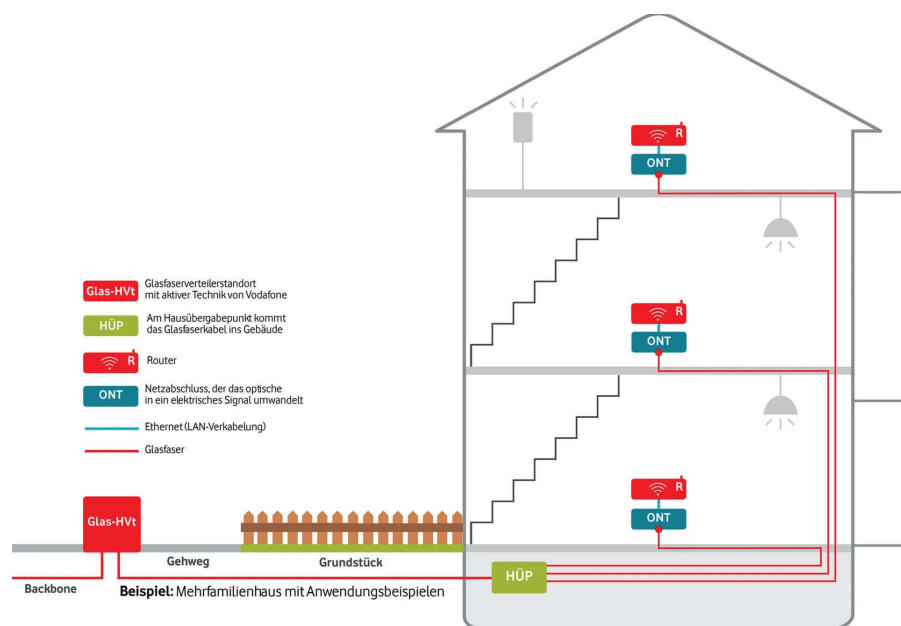 R
ONT
Glas-HVt
Glasfaserverteilerstandort
mit aktiver Technik von Vodafone
HÜP
Am Hausübergabepunkt kommt
das Glasfaserkabel ins Gebäude
R
Router
ONT
Netzabschluss, der das optische
in ein elektrisches Signal umwandelt
Ethernet (LAN-Verkabelung)
Glasfaser
R
ONT
R
ONT
Glas-HVt
Gehweg
Grundstück
HÜP
Backbone
Beispiel: Mehrfamilienhaus mit Anwendungsbeispielen